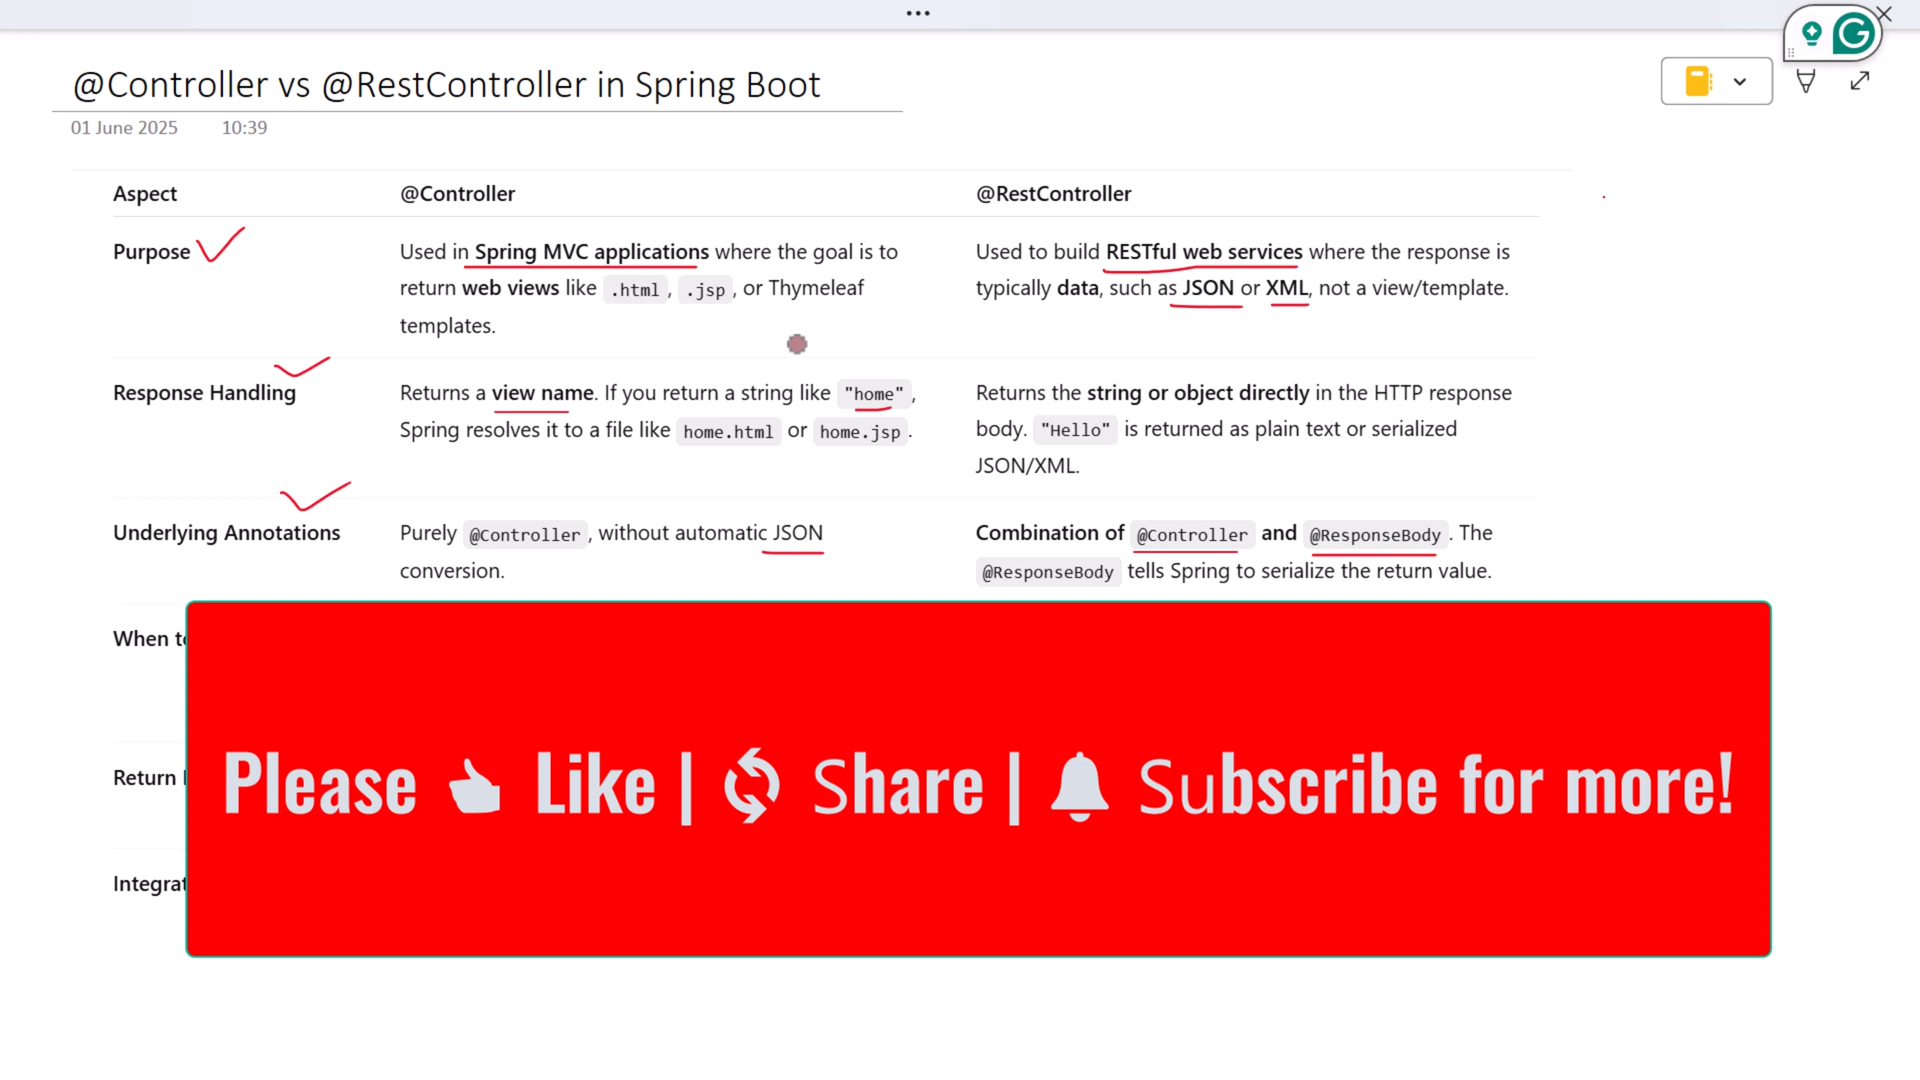 @Controller vs @RestController in Spring Boot
01 June 2025 10:39
Aspect @Controller @RestController
Purpose
Used in Spring MVC applications where the goal is to
return web views like .html, .jsp, or Thymeleaf
templates.
Used to build RESTful web services where the response is
typically data, such as JSON or XML, not a view/template.
Response Handling
Returns a view name. If you return a string like "home",
Spring resolves it to a file like home.html or home.jsp.
Returns the string or object directly in the HTTP response
body. "Hello" is returned as plain text or serialized
JSON/XML.
Underlying Annotations
Purely @Controller, without automatic JSON
conversion.
Combination of @Controller and @ResponseBody. The
@ResponseBody tells Spring to serialize the return value.
When
Return
Please Like | Share | Subscribe for more!